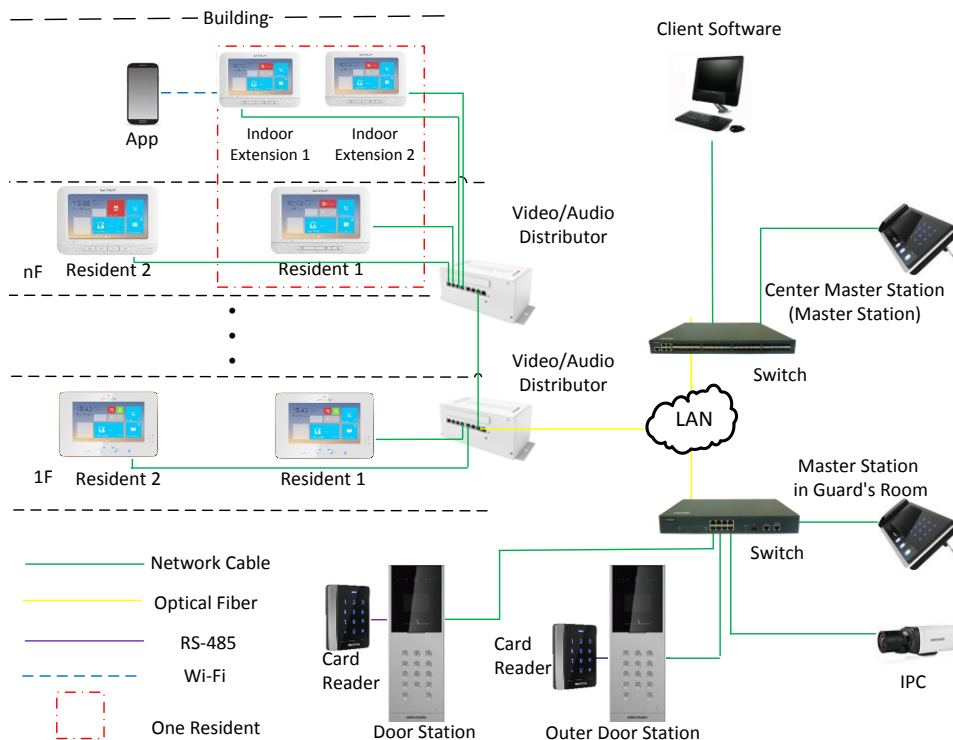 Building
Client Software
App
Indoor
Extension 1
Indoor
Extension 2
Video/Audio
Distributor
nF
Resident 2
Resident 1
Center Master Station
(Master Station)
Switch
Video/Audio
Distributor
LAN
1F
Resident 2
Resident 1
Master Station
in Guard's Room
Switch
Network Cable
Optical Fiber
RS-485
Wi-Fi
One Resident
Card
Reader
Door Station
Card
Reader
Outer Door Station
IPC